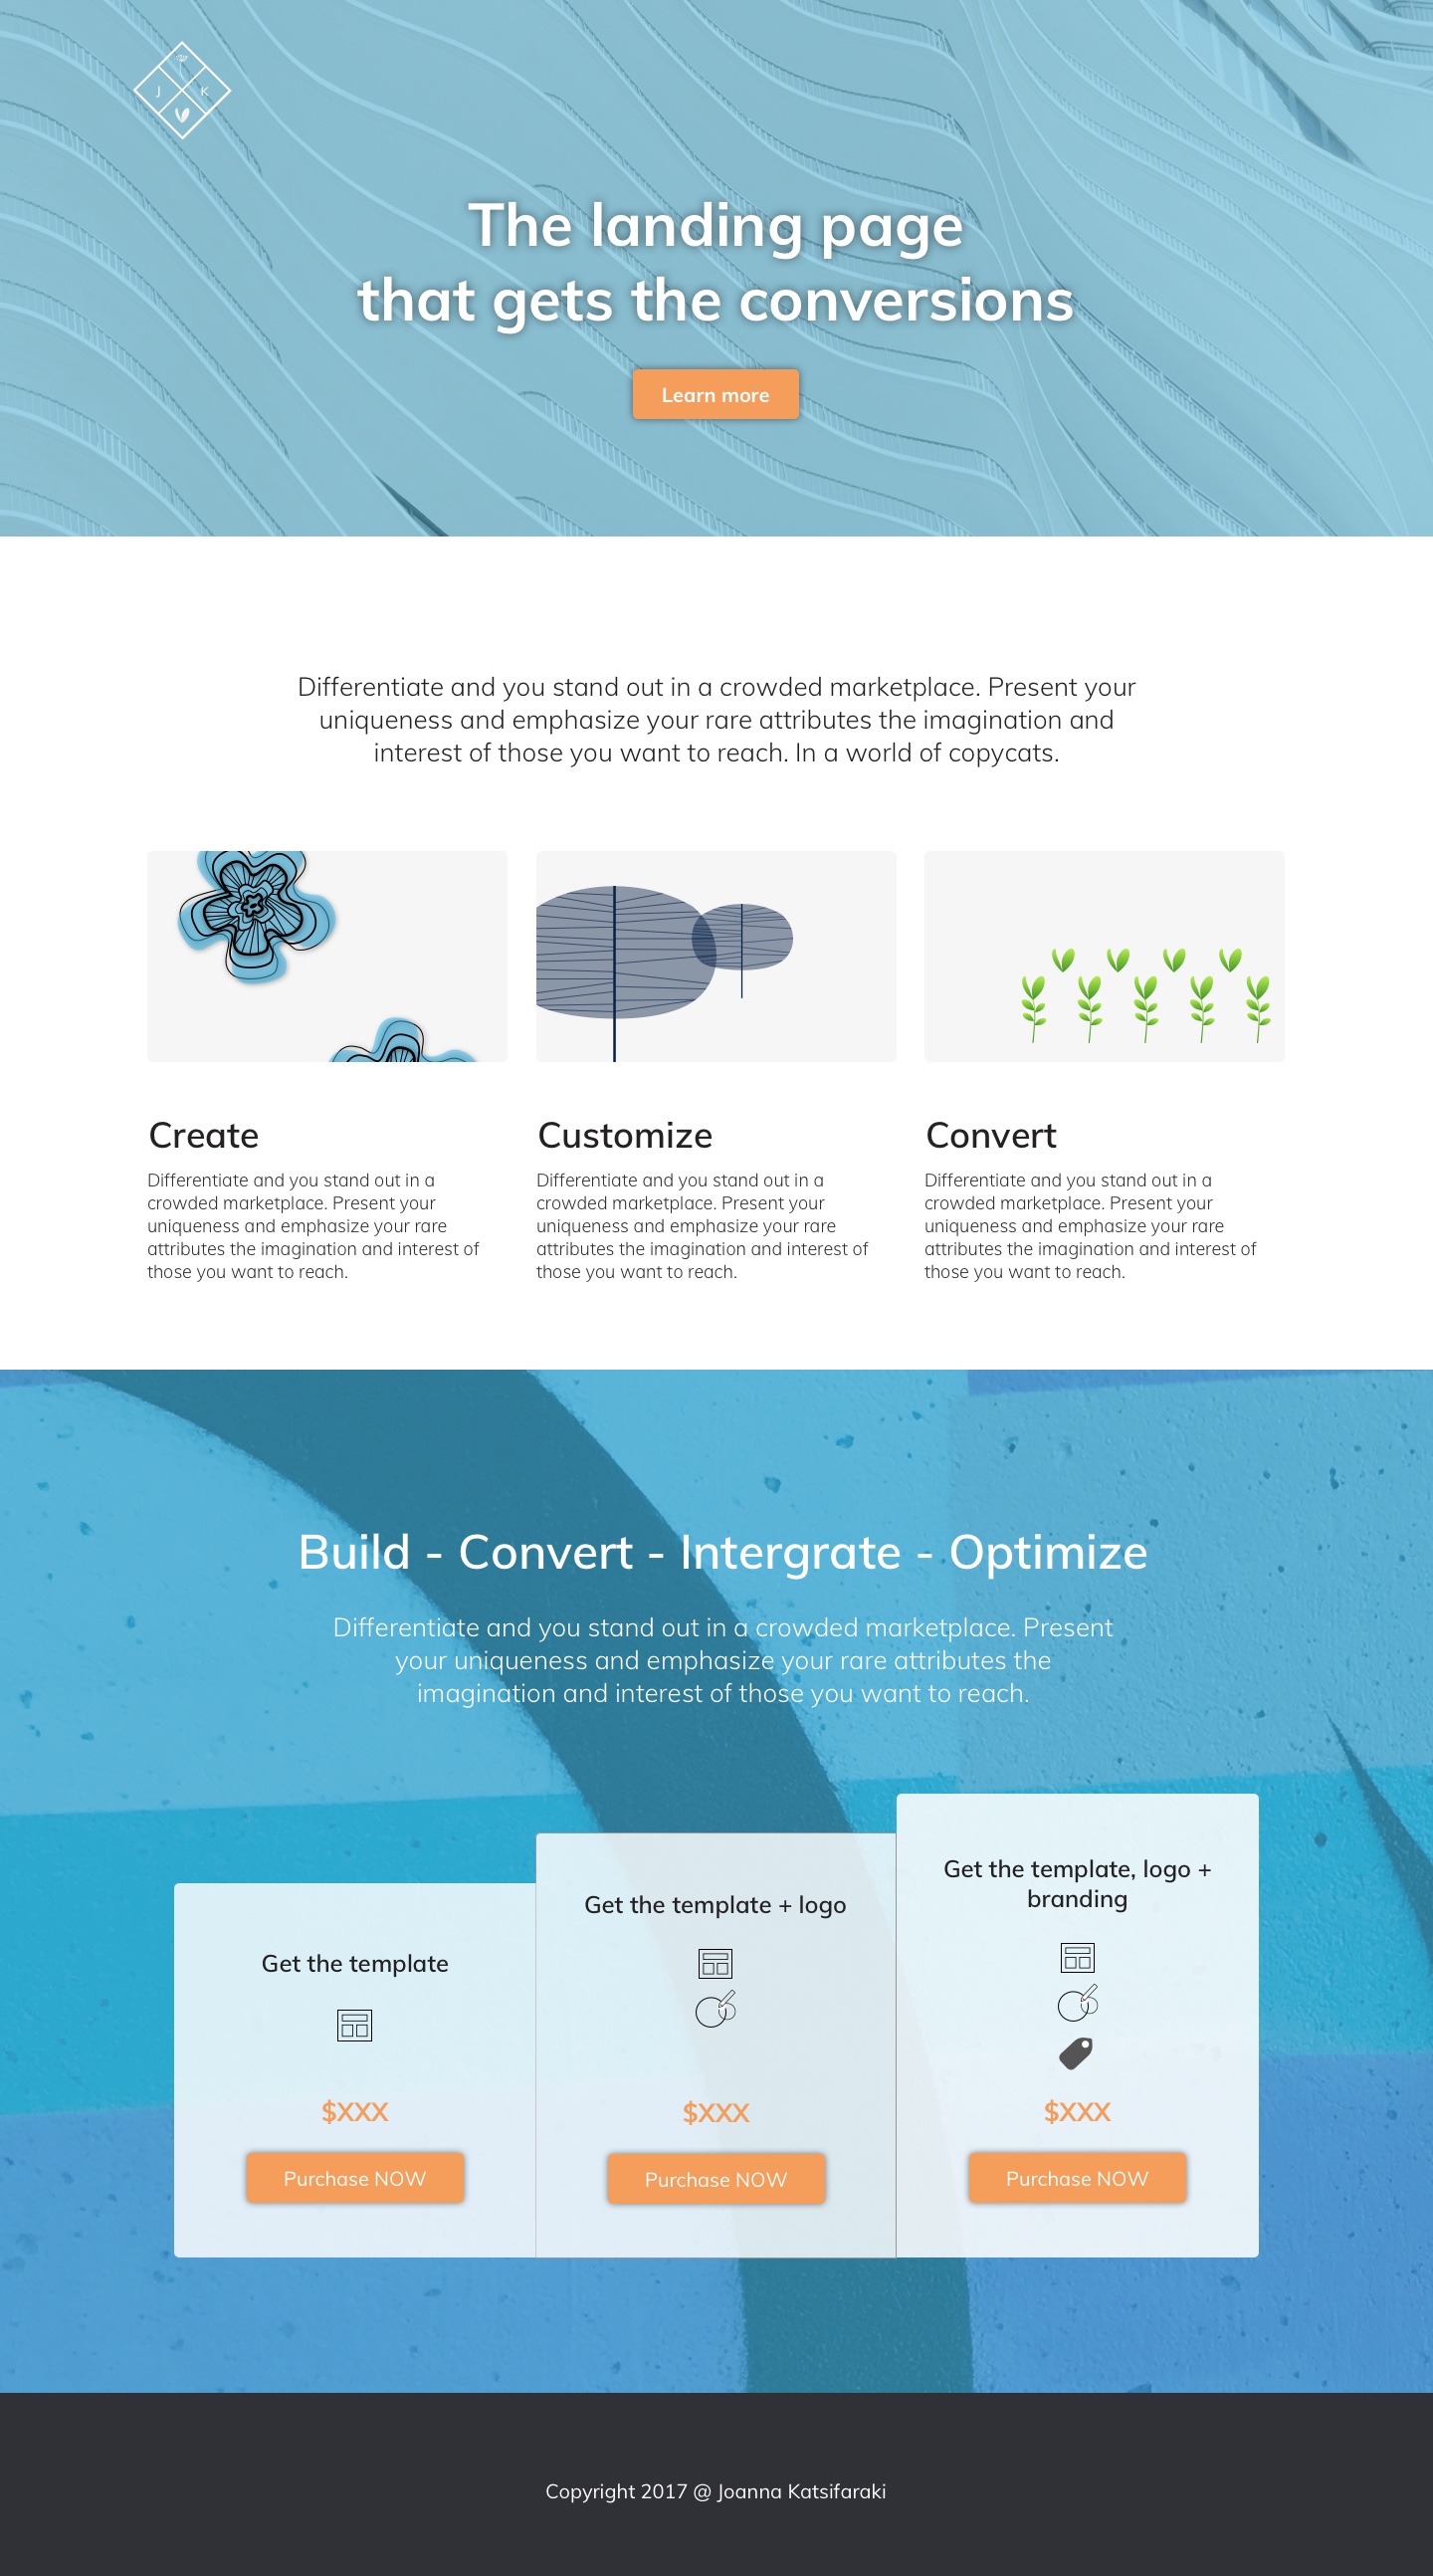 J K
The landing page
that gets the conversions
Learn more
Differentiate and you stand out in a crowded marketplace. Present your
uniqueness and emphasize your rare attributes the imagination and
interest of those you want to reach. In a world of copycats.
Create
Differentiate and you stand out in a
crowded marketplace. Present your
uniqueness and emphasize your rare
attributes the imagination and interest of
those you want to reach.
Customize
Differentiate and you stand out in a
crowded marketplace. Present your
uniqueness and emphasize your rare
attributes the imagination and interest of
those you want to reach.
Convert
Differentiate and you stand out in a
crowded marketplace. Present your
uniqueness and emphasize your rare
attributes the imagination and interest of
those you want to reach.
Build - Convert - Intergrate - Optimize
Differentiate and you stand out in a crowded marketplace. Present
your uniqueness and emphasize your rare attributes the
imagination and interest of those you want to reach.
Get the template
$XXX
Purchase NOW
Get the template + logo
$XXX
Purchase NOW
Get the template, logo +
branding
$XXX
Purchase NOW
Copyright 2017 @ Joanna Katsifaraki